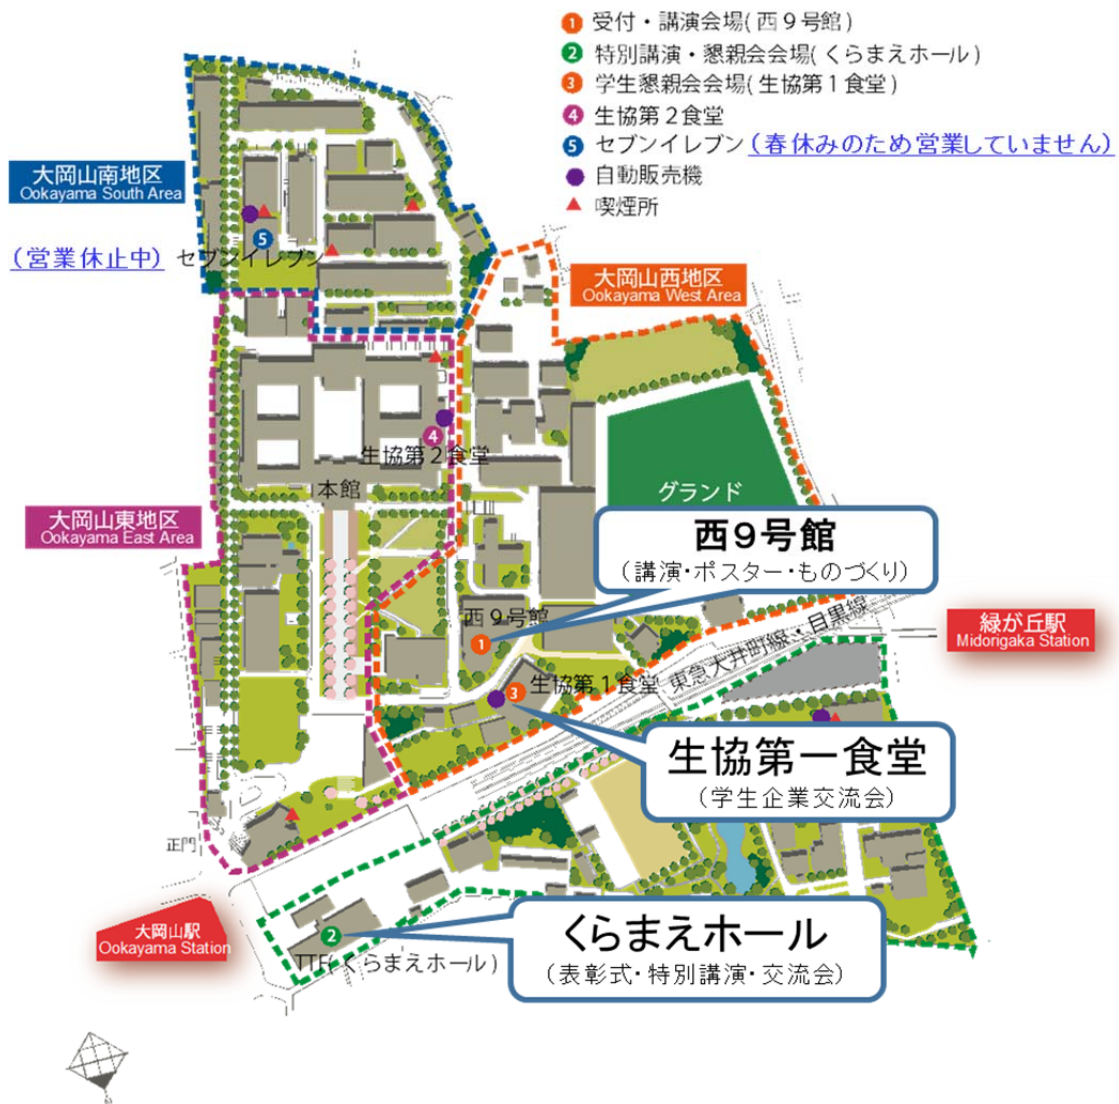 1 受付・講演会場(西9号館)
2 特別講演・懇親会会場(くらまえホール)
3 学生懇親会会場(生協第1食堂)
4 生協第2食堂
5 セブンイレブン (春休みのため営業していません)
自動販売機
喫煙所
大岡山南地区
Ookayama South Area
5
(営業休止中) セブンイレブン
大岡山西地区
Ookayama West Area
4
生協第2食堂
本館
グランド
大岡山東地区
Ookayama East Area
西9号館
(講演・ポスター・ものづくり)
西9号館
1
緑が丘駅
Midorigaka Station
東急大井町線・目黒線
3 生協第1食堂
生協第一食堂
(学生企業交流会)
正門
大岡山駅
Ookayama Station
2
TTF(くらまえホール)
くらまえホール
(表彰式・特別講演・交流会)